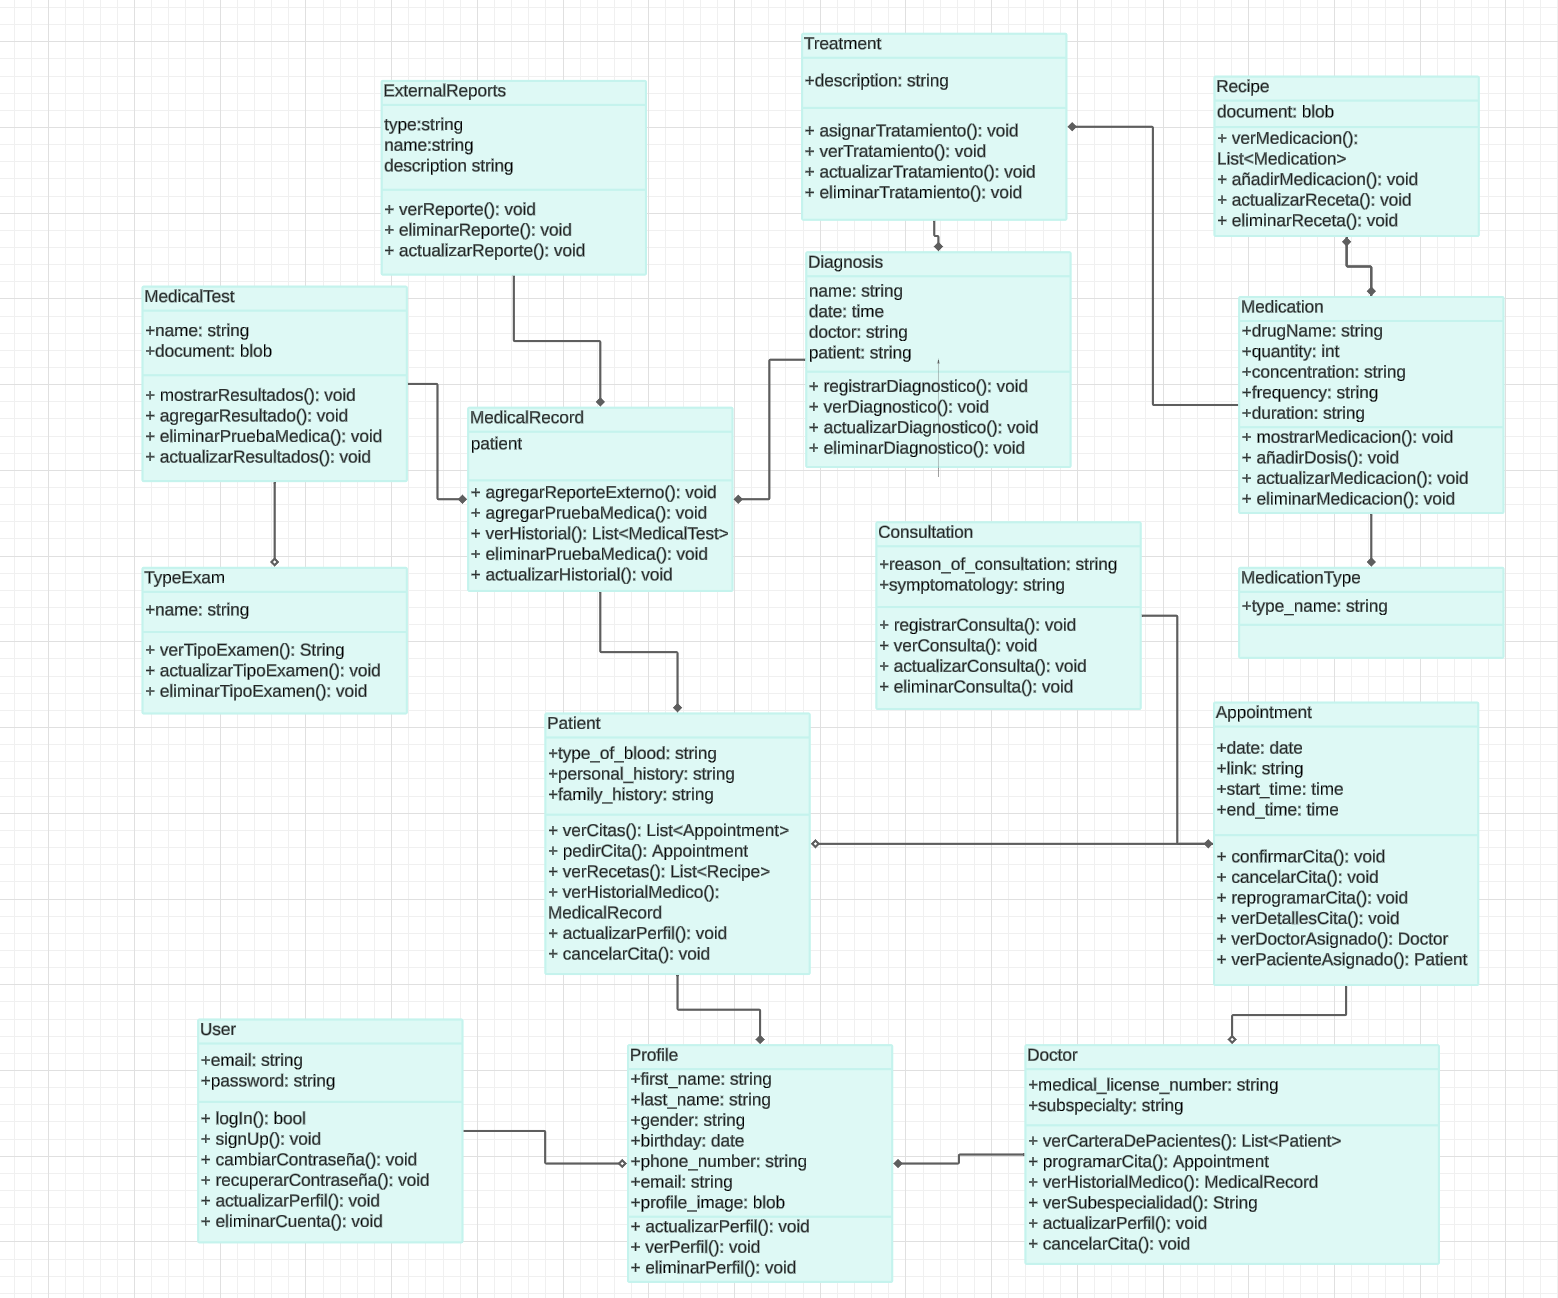 Treatment
+description: string
+ asignarTratamiento(): void
+ verTratamiento(): void
+ actualizarTratamiento(): void
+ eliminarTratamiento(): void
ExternalReports
type:string
name:string
description string
+ verReporte(): void
+ eliminarReporte(): void
+ actualizarReporte(): void
Recipe
document: blob
+ verMedicacion():
List<Medication>
+ añadirMedicacion(): void
+ actualizarReceta(): void
+ eliminarReceta(): void
Diagnosis
name: string
date: time
doctor: string
patient: string
+ registrarDiagnostico(): void
+ verDiagnostico(): void
+ actualizarDiagnostico(): void
+ eliminarDiagnostico(): void
MedicalTest
+name: string
+document: blob
+ mostrarResultados(): void
+ agregarResultado(): void
+ eliminarPruebaMedica(): void
+ actualizarResultados(): void
Medication
+drugName: string
+quantity: int
+concentration: string
+frequency: string
+duration: string
+ mostrarMedicacion(): void
+ añadirDosis(): void
+ actualizarMedicacion(): void
+ eliminarMedicacion(): void
MedicalRecord
patient
+ agregarReporteExterno(): void
+ agregarPruebaMedica(): void
+ verHistorial(): List<MedicalTest>
+ eliminarPruebaMedica(): void
+ actualizarHistorial(): void
Consultation
+reason_of_consultation: string
+symptomatology: string
+ registrarConsulta(): void
+ verConsulta(): void
+ actualizarConsulta(): void
+ eliminarConsulta(): void
TypeExam
+name: string
+ verTipoExamen(): String
+ actualizarTipoExamen(): void
+ eliminarTipoExamen(): void
MedicationType
+type_name: string
Patient
+type_of_blood: string
+personal_history: string
+family_history: string
+ verCitas(): List<Appointment>
+ pedirCita(): Appointment
+ verRecetas(): List<Recipe>
+ verHistorialMedico():
MedicalRecord
+ actualizarPerfil(): void
+ cancelarCita(): void
Appointment
+date: date
+link: string
+start_time: time
+end_time: time
+ confirmarCita(): void
+ cancelarCita(): void
+ reprogramarCita(): void
+ verDetallesCita(): void
+ verDoctorAsignado(): Doctor
+ verPacienteAsignado(): Patient
User
+email: string
+password: string
+ logIn(): bool
+ signUp(): void
+ cambiarContraseña(): void
+ recuperarContraseña(): void
+ actualizarPerfil(): void
+ eliminarCuenta(): void
Profile
+first_name: string
+last_name: string
+gender: string
+birthday: date
+phone_number: string
+email: string
+profile_image: blob
+ actualizarPerfil(): void
+ verPerfil(): void
+ eliminarPerfil(): void
Doctor
+medical_license_number: string
+subspecialty: string
+ verCarteraDePacientes(): List<Patient>
+ programarCita(): Appointment
+ verHistorialMedico(): MedicalRecord
+ verSubespecialidad(): String
+ actualizarPerfil(): void
+ cancelarCita(): void